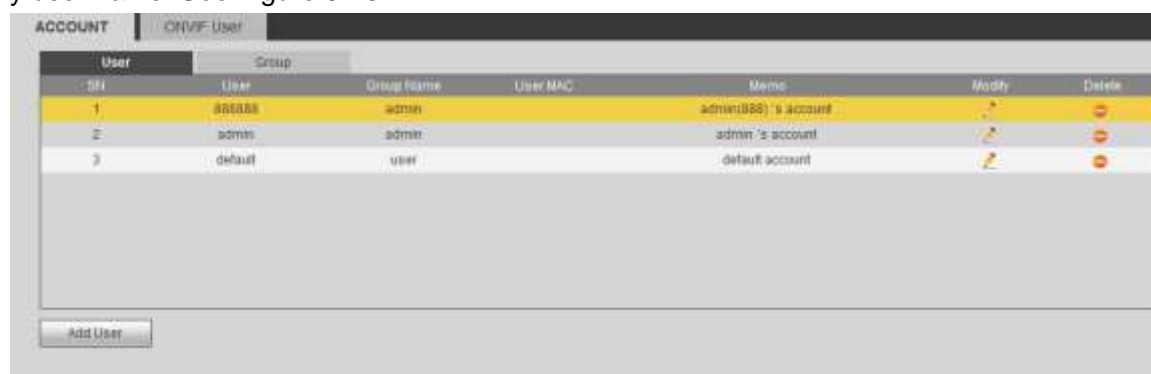 ACCOUNT ONVIF User
User Group
SN User Group Name User MAC Memo Modify Delete
1 888888 admin admin(888) 's account
2 admin admin admin 's account
3 default user default account
Add User